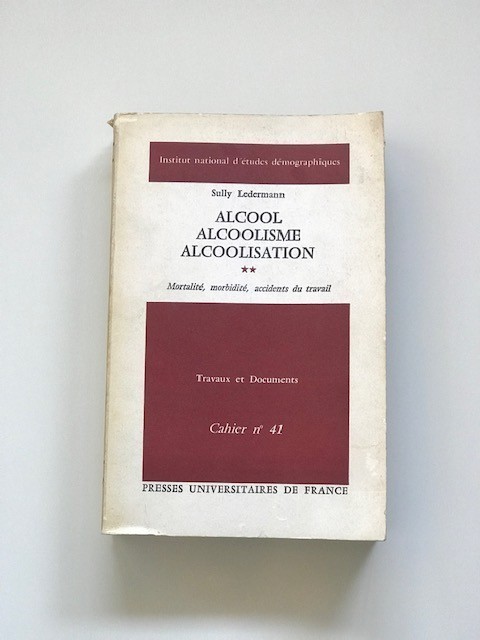 Institut national d'études démographiques
Sully Ledermann
ALCOOL
ALCOOLISME
ALCOOLISATION
★★
Mortalité, morbidité, accidents du travail
Travaux et Documents
Cahier n° 41
PRESSES UNIVERSITAIRES DE FRANCE